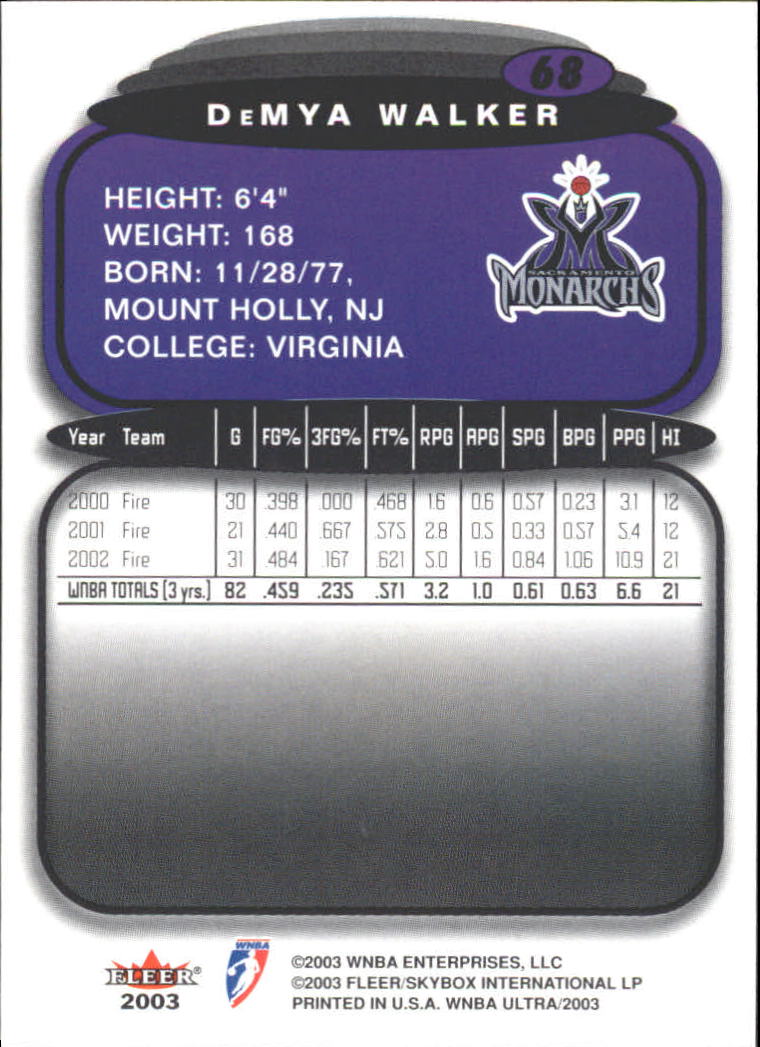 68
DeMYA WALKER
HEIGHT: 6'4"
WEIGHT: 168
BORN: 11/28/77,
MOUNT HOLLY, NJ
COLLEGE: VIRGINIA
SACRAMENTO
MONARCHS
Year Team G FG% 3FG% FT% RPG APG SPG BPG PPG HI
2000 Fire 30 .398 .000 .468 1.6 0.6 0.57 0.23 3.1 12
2001 Fire 21 .440 .667 .575 2.8 0.5 0.33 0.57 5.4 12
2002 Fire 31 .484 .167 .621 5.0 1.6 0.84 1.06 10.9 21
WNBA TOTALS (3 yrs.) 82 .459 .235 .571 3.2 1.0 0.61 0.63 6.6 21
FLEER®
2003
WNBA
©2003 WNBA ENTERPRISES, LLC
©2003 FLEER/SKYBOX INTERNATIONAL LP
PRINTED IN U.S.A. WNBA ULTRA/2003